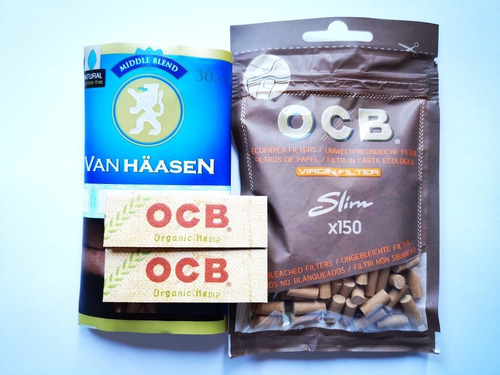 MIDDLE BLEND
30
NATURAL
VAN HÄASEN
OCB
Organic Hemp
OCB
Organic Hemp
OCB
ECOPAPER FILTERS / UMWELTFREUNDLICHE FILTER
FILTROS DE PAPEL / FILTRI IN CARTA ECOLOGICA
VIRGIN FILTER
Slim
x150
BLEACHED FILTERS / UNGEBLEICHTE FILTER
NO BLANQUEADOS / FILTRI NON SBIANCA